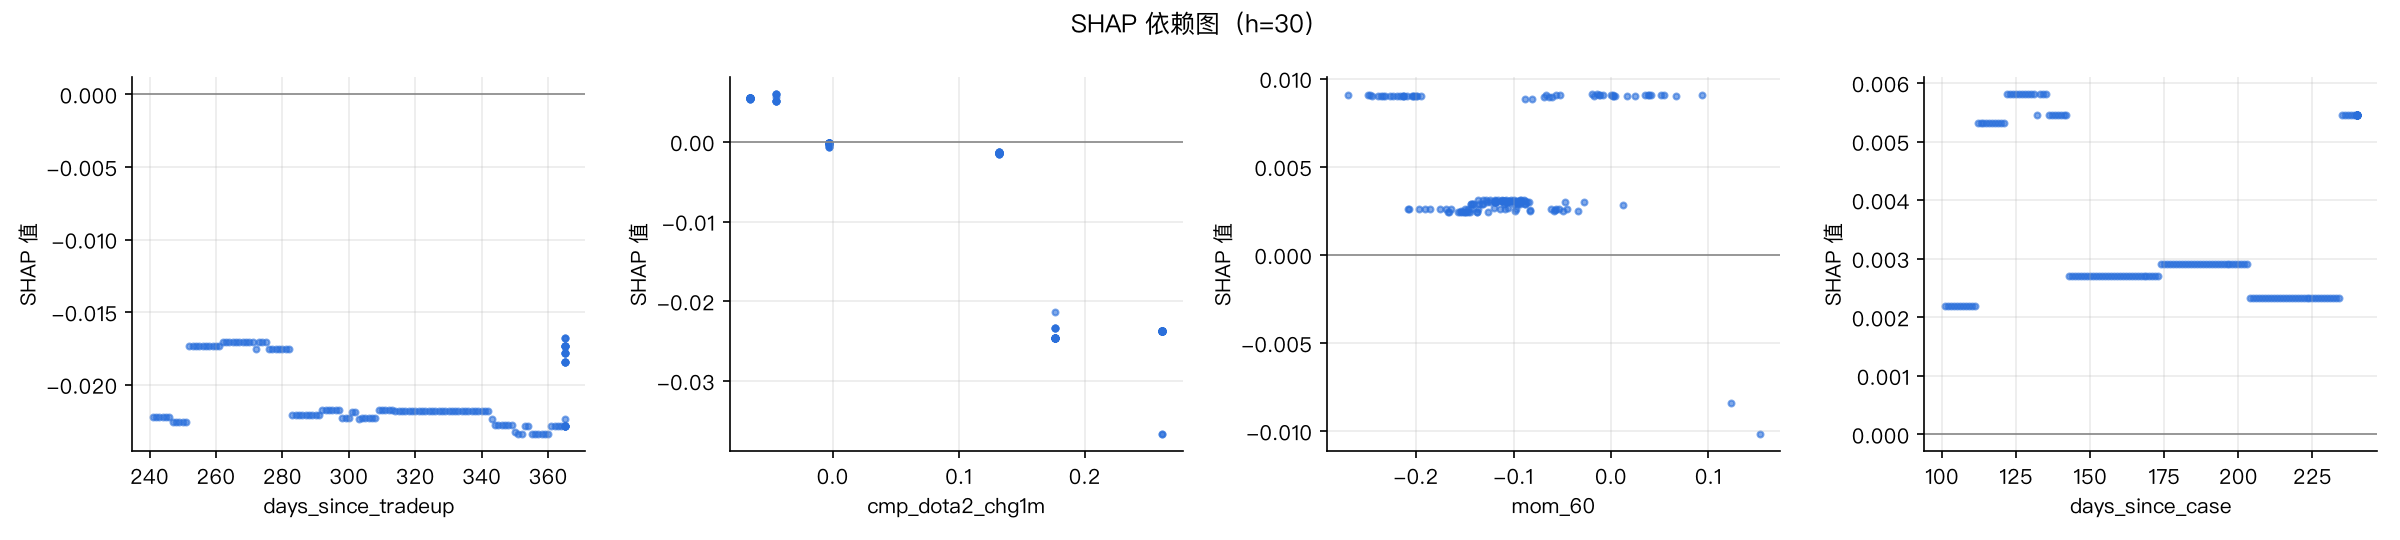 SHAP 依赖图（h=30）
0.000
−0.005
−0.010
−0.015
−0.020
SHAP 值
240 260 280 300 320 340 360
days_since_tradeup
0.00
−0.01
−0.02
−0.03
SHAP 值
0.0 0.1 0.2
cmp_dota2_chg1m
0.010
0.005
0.000
−0.005
−0.010
SHAP 值
−0.2 −0.1 0.0 0.1
mom_60
0.006
0.005
0.004
0.003
0.002
0.001
0.000
SHAP 值
100 125 150 175 200 225
days_since_case